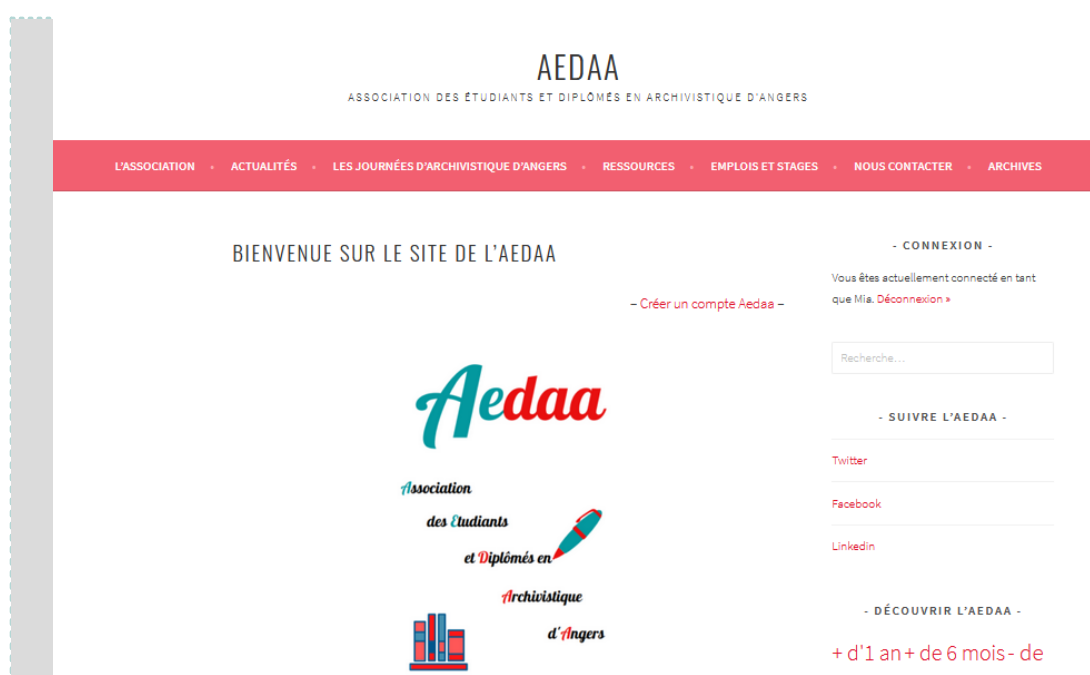 AEDAA
ASSOCIATION DES ÉTUDIANTS ET DIPLÔMÉS EN ARCHIVISTIQUE D'ANGERS
L'ASSOCIATION • ACTUALITÉS • LES JOURNÉES D'ARCHIVISTIQUE D'ANGERS • RESSOURCES • EMPLOIS ET STAGES • NOUS CONTACTER • ARCHIVES
BIENVENUE SUR LE SITE DE L'AEDAA
– Créer un compte Aedaa –
Aedaa
Association
des Etudiants
et Diplômés en
Archivistique
d'Angers
- CONNEXION -
Vous êtes actuellement connecté en tant
que Mia. Déconnexion »
Recherche…
- SUIVRE L'AEDAA -
Twitter
Facebook
Linkedin
- DÉCOUVRIR L'AEDAA -
+ d'1 an + de 6 mois - de